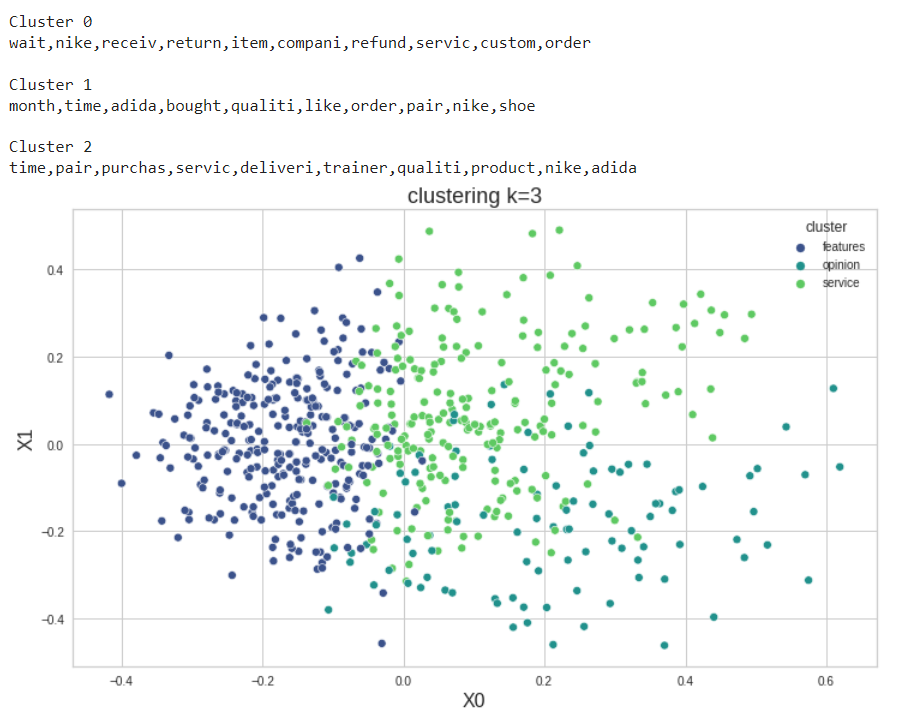 Cluster 0
wait,nike,receiv,return,item,compani,refund,servic,custom,order
Cluster 1
month,time,adida,bought,qualiti,like,order,pair,nike,shoe
Cluster 2
time,pair,purchas,servic,deliveri,trainer,qualiti,product,nike,adida
clustering k=3
cluster
features
opinion
service
0.4
0.2
0.0
−0.2
−0.4
X1
−0.4 −0.2 0.0 0.2 0.4 0.6
X0